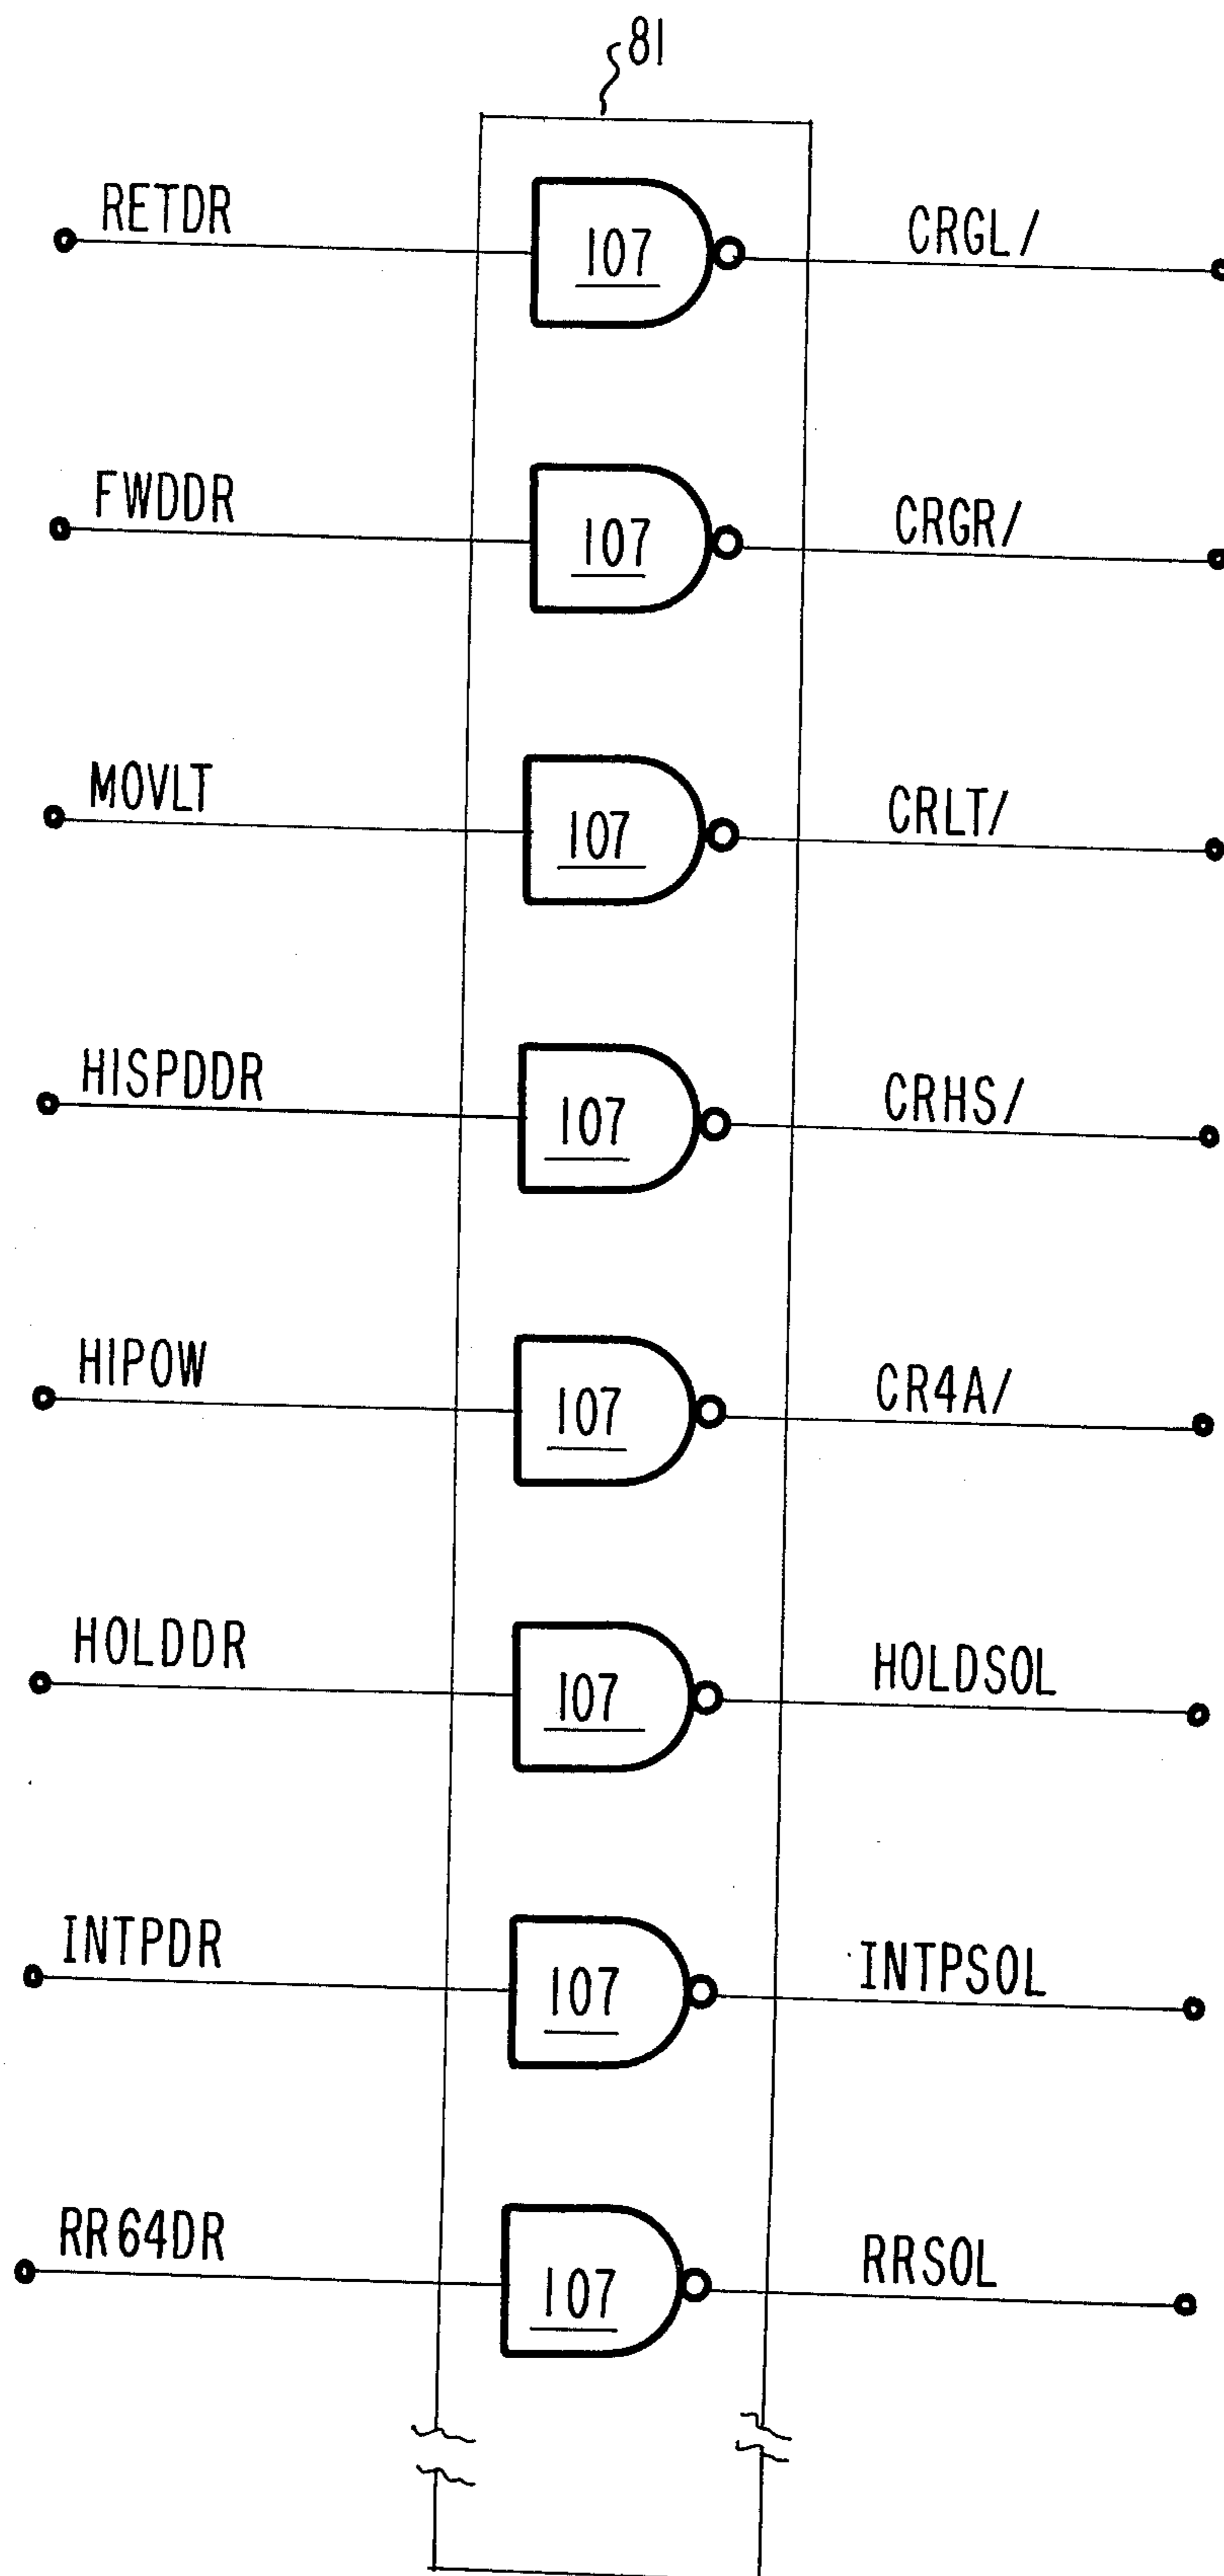 81
RETDR 107 CRGL/
FWDDR 107 CRGR/
MOVLT 107 CRLT/
HISPDDR 107 CRHS/
HIPOW 107 CR4A/
HOLDDR 107 HOLDSOL
INTPDR 107 INTPSOL
RR64DR 107 RRSOL